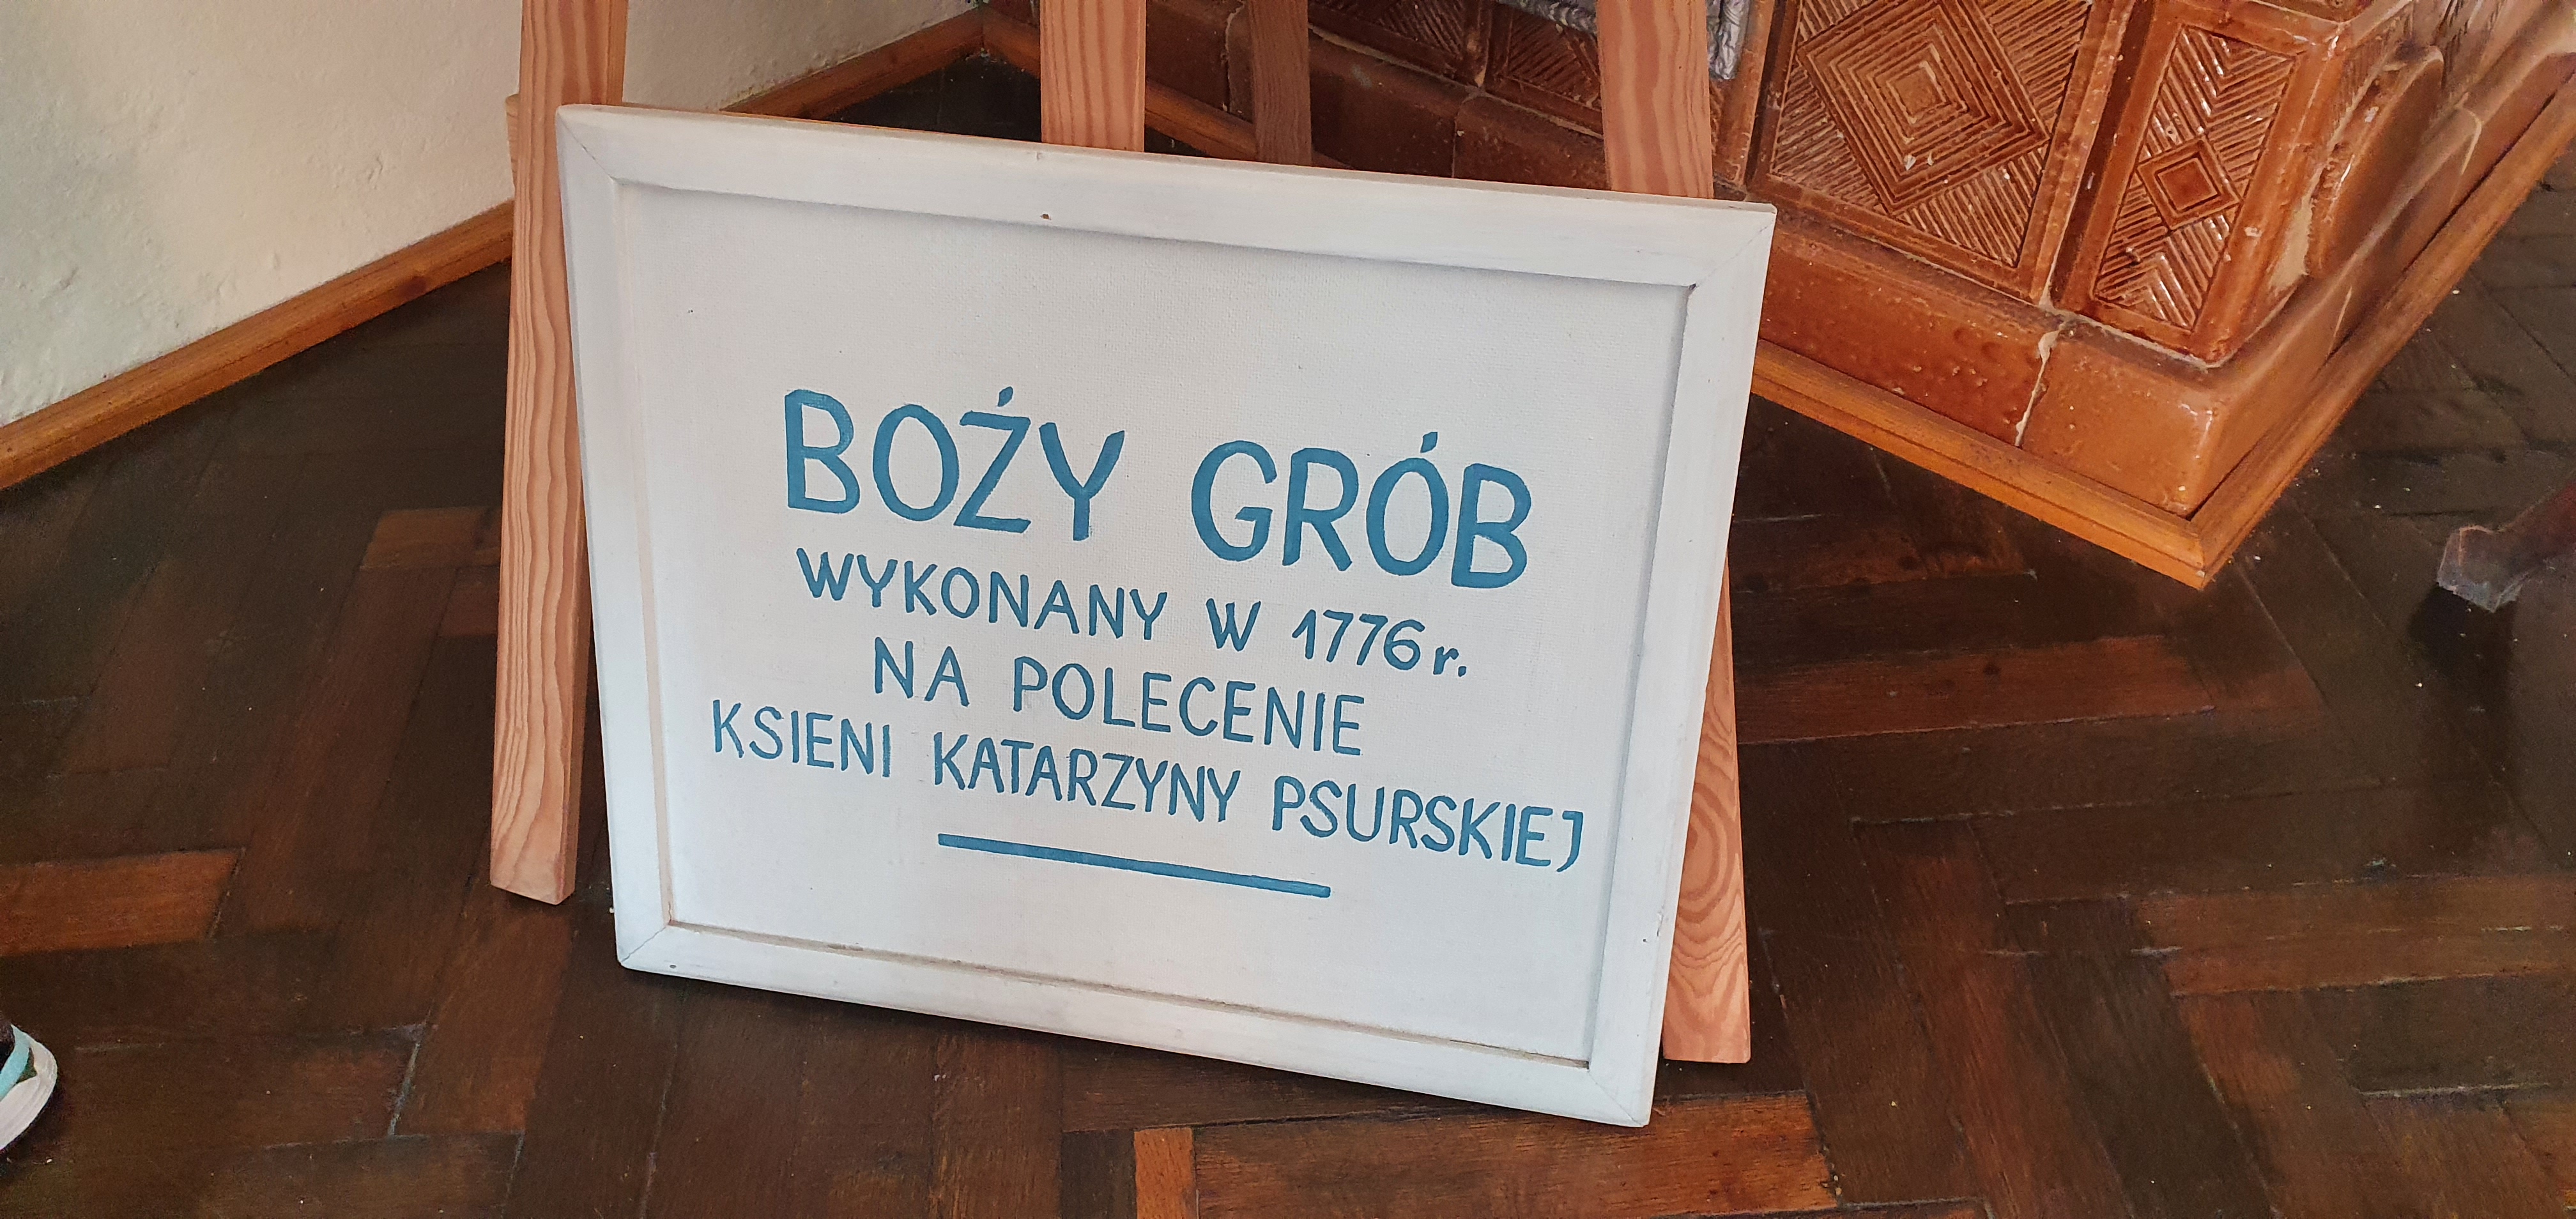 BOŻY GRÓB
WYKONANY W 1776 r.
NA POLECENIE
KSIENI KATARZYNY PSURSKIEJ